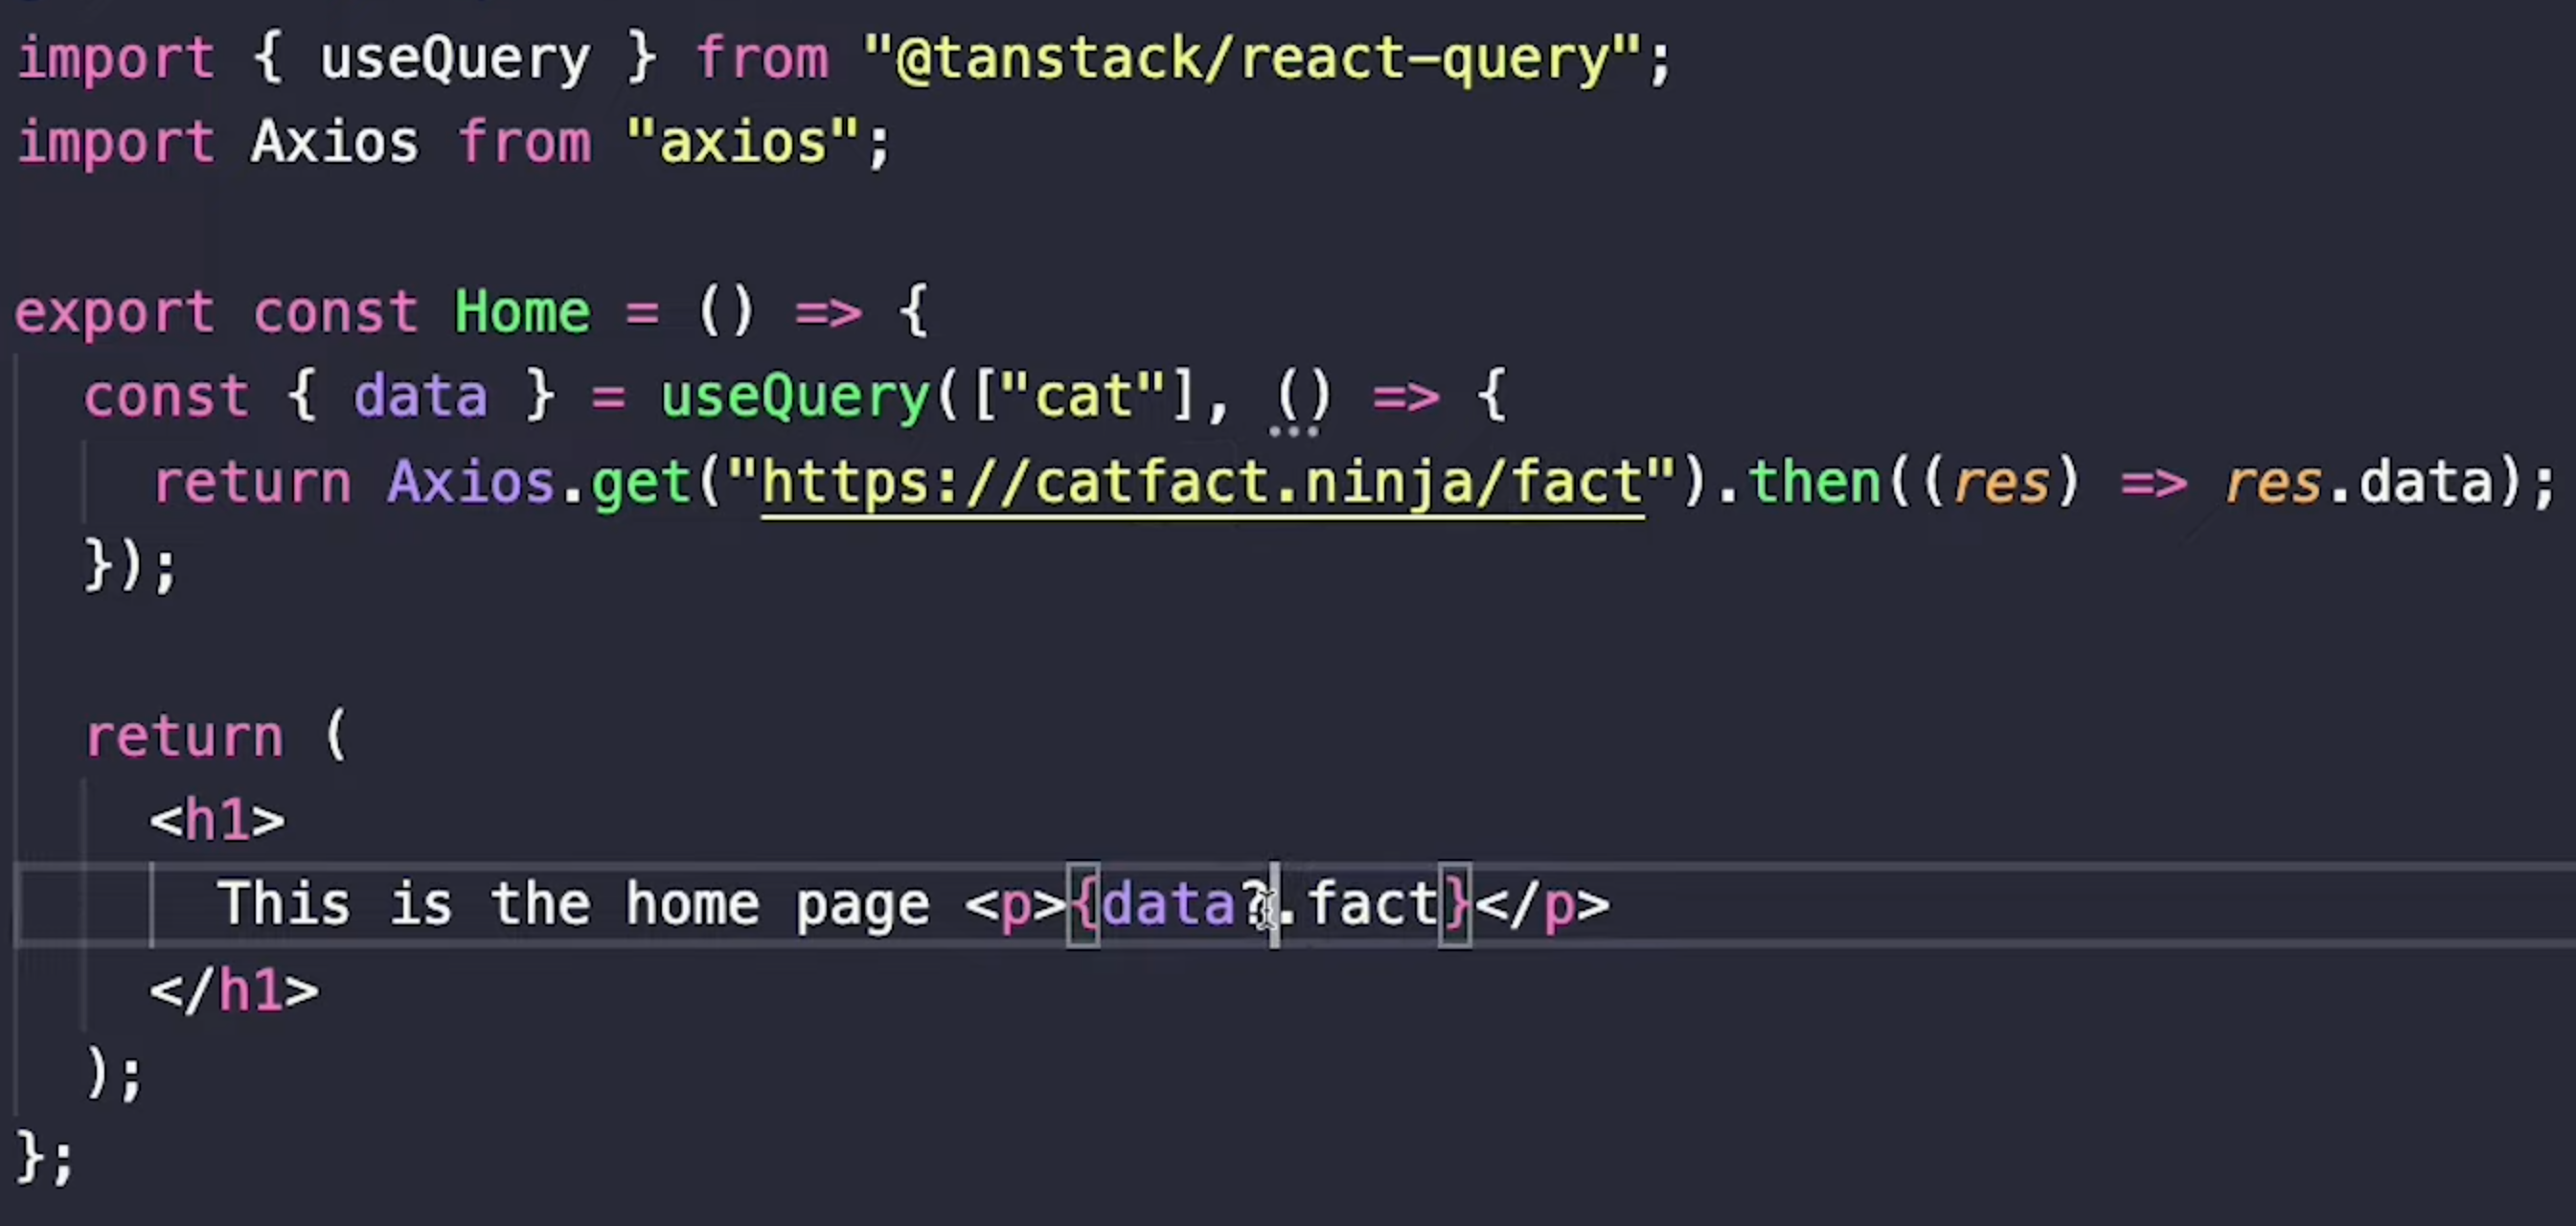 import { useQuery } from "@tanstack/react-query";
import Axios from "axios";
export const Home = () => {
const { data } = useQuery(["cat"], () => {
return Axios.get("https://catfact.ninja/fact").then((res) => res.data);
});
return (
<h1>
This is the home page <p>{data?.fact}</p>
</h1>
);
};